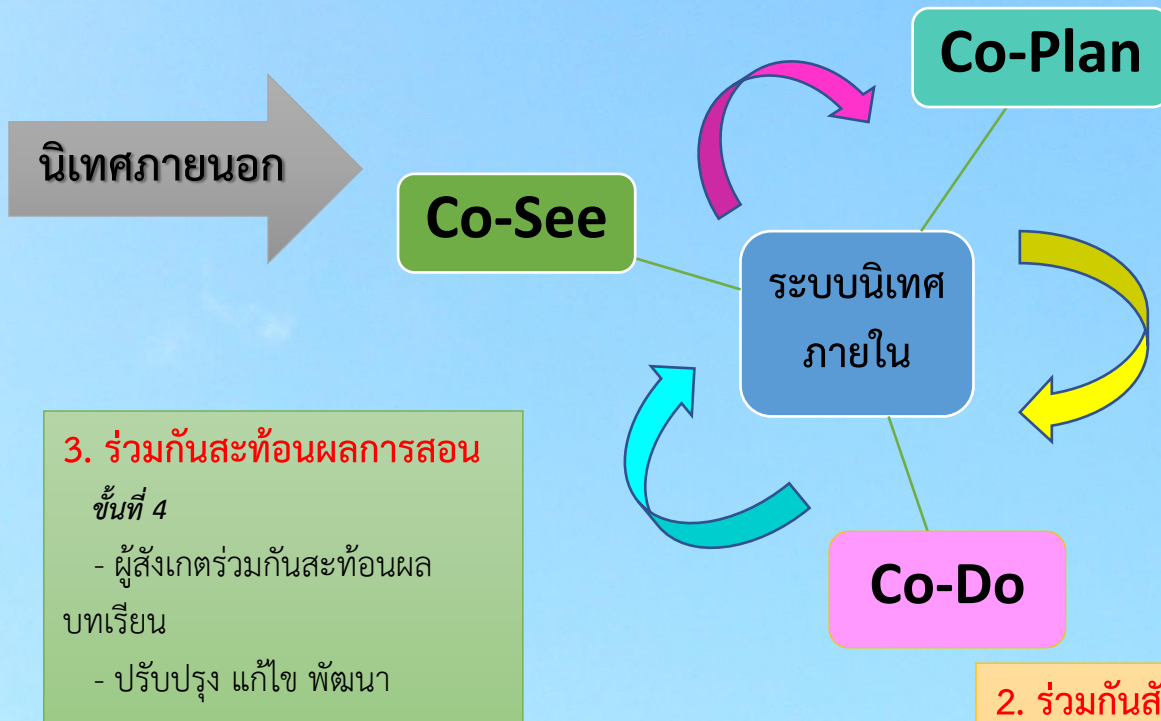 Co-Plan
นิเทศภายนอก
Co-See
ระบบนิเทศ
ภายใน
3. ร่วมกันสะท้อนผลการสอน
ขั้นที่ 4
- ผู้สังเกตร่วมกันสะท้อนผล
บทเรียน
- ปรับปรุง แก้ไข พัฒนา
Co-Do
2. ร่วมกัน